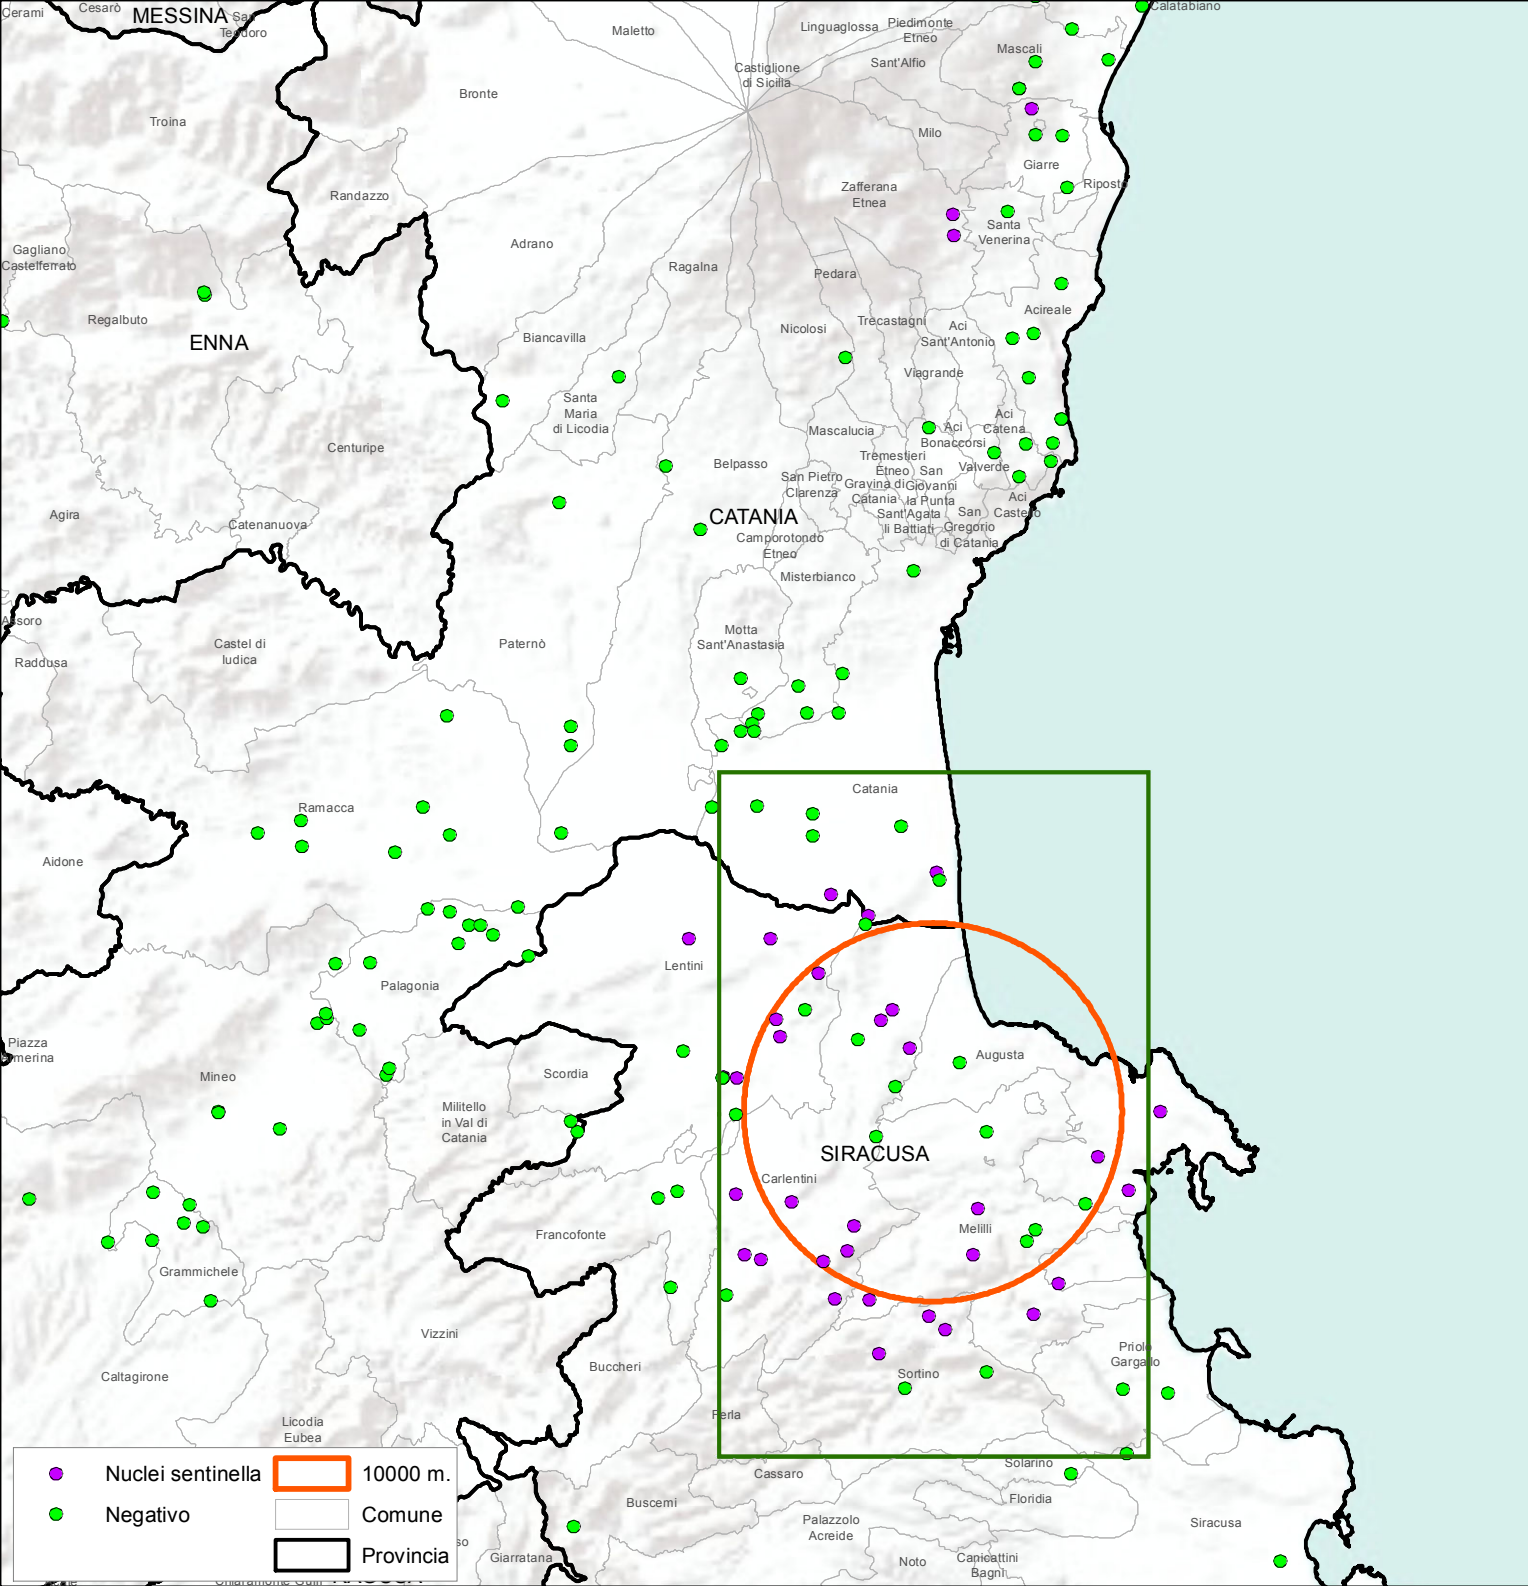 Cerami
Cesarò
MESSINA
San
Teodoro
Maletto
Linguaglossa
Piedimonte
Etneo
Calatabiano
Mascali
Sant'Alfio
Castiglione
di Sicilia
Bronte
Troina
Milo
Giarre
Riposto
Randazzo
Zafferana
Etnea
Santa
Venerina
Gagliano
Castelferrato
Adrano
Ragalna
Pedara
Acireale
Regalbuto
ENNA
Biancavilla
Nicolosi
Trecastagni
Aci
Sant'Antonio
Viagrande
Santa
Maria
di Licodia
Aci
Catena
Mascalucia
Aci
Bonaccorsi
Centuripe
Belpasso
Tremestieri
Etneo
San Pietro
Clarenza
Gravina di
Catania
San
Giovanni
la Punta
Valverde
Sant'Agata
li Battiati
San
Gregorio
di Catania
Aci
Castello
Agira
Catenanuova
CATANIA
Camporotondo
Etneo
Misterbianco
Assoro
Raddusa
Castel di
Iudica
Paternò
Motta
Sant'Anastasia
Catania
Ramacca
Aidone
Lentini
Palagonia
Piazza
Armerina
Mineo
Scordia
Augusta
Militello
in Val di
Catania
SIRACUSA
Carlentini
Francofonte
Melilli
Grammichele
Vizzini
Buccheri
Priolo
Gargallo
Caltagirone
Sortino
Licodia
Eubea
Ferla
Cassaro
Solarino
Floridia
Buscemi
Palazzolo
Acreide
Siracusa
Giarratana
Noto
Canicattini
Bagni
Nuclei sentinella
10000 m.
Negativo
Comune
Provincia